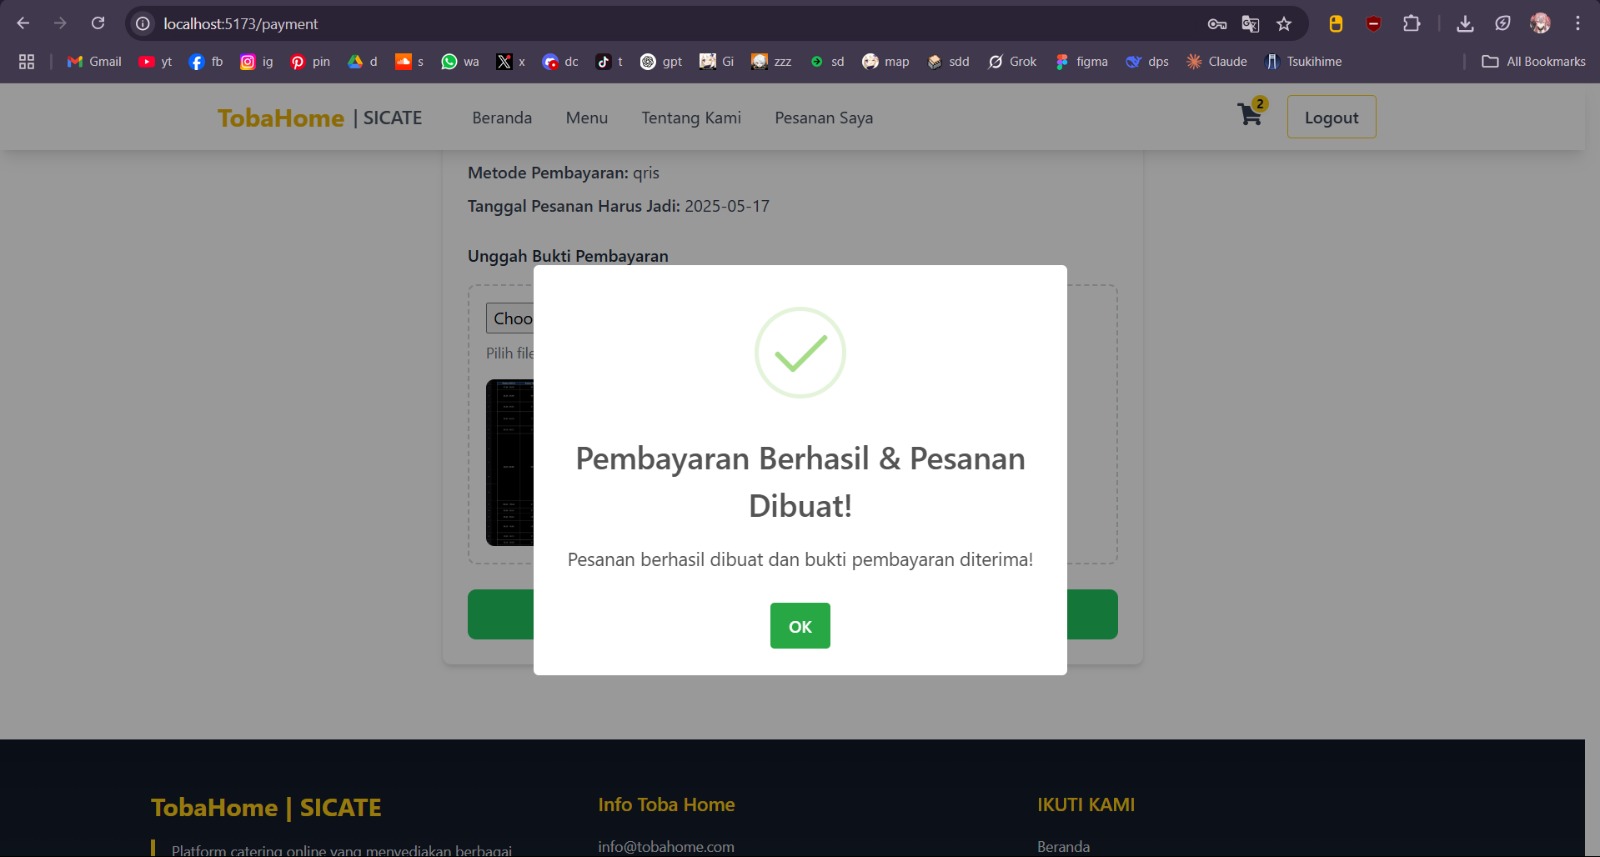 localhost:5173/payment
Gmail yt fb ig pin d s wa x dc t gpt Gi zzz sd map sdd Grok figma dps Claude Tsukihime All Bookmarks
TobaHome | SICATE Beranda Menu Tentang Kami Pesanan Saya 2 Logout
Metode Pembayaran: qris
Tanggal Pesanan Harus Jadi: 2025-05-17
Unggah Bukti Pembayaran
Choo
Pilih file
Pembayaran Berhasil & Pesanan
Dibuat!
Pesanan berhasil dibuat dan bukti pembayaran diterima!
OK
TobaHome | SICATE
Platform catering online yang menyediakan berbagai
Info Toba Home
info@tobahome.com
IKUTI KAMI
Beranda